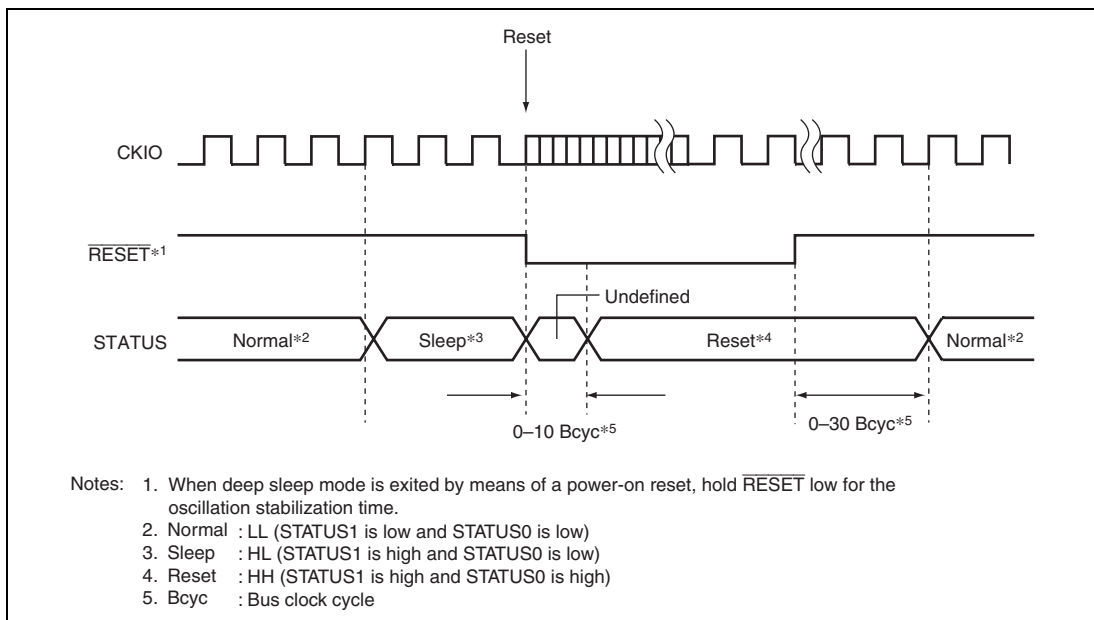 Reset
CKIO
RESET*1
Undefined
STATUS
Normal*2
Sleep*3
Reset*4
Normal*2
0–10 Bcyc*5
0–30 Bcyc*5
Notes: 1. When deep sleep mode is exited by means of a power-on reset, hold RESET low for the
oscillation stabilization time.
2. Normal : LL (STATUS1 is low and STATUS0 is low)
3. Sleep : HL (STATUS1 is high and STATUS0 is low)
4. Reset : HH (STATUS1 is high and STATUS0 is high)
5. Bcyc : Bus clock cycle